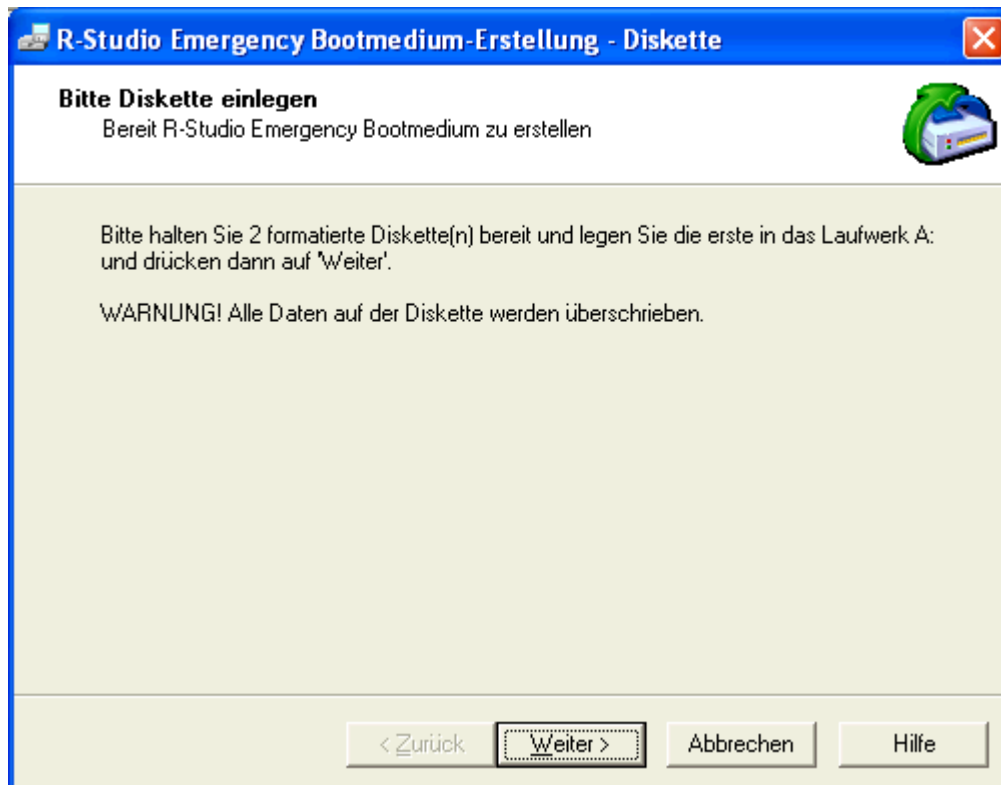 R-Studio Emergency Bootmedium-Erstellung - Diskette
Bitte Diskette einlegen
Bereit R-Studio Emergency Bootmedium zu erstellen
Bitte halten Sie 2 formatierte Diskette(n) bereit und legen Sie die erste in das Laufwerk A:
und drücken dann auf 'Weiter'.
WARNUNG! Alle Daten auf der Diskette werden überschrieben.
< Zurück
Weiter >
Abbrechen
Hilfe